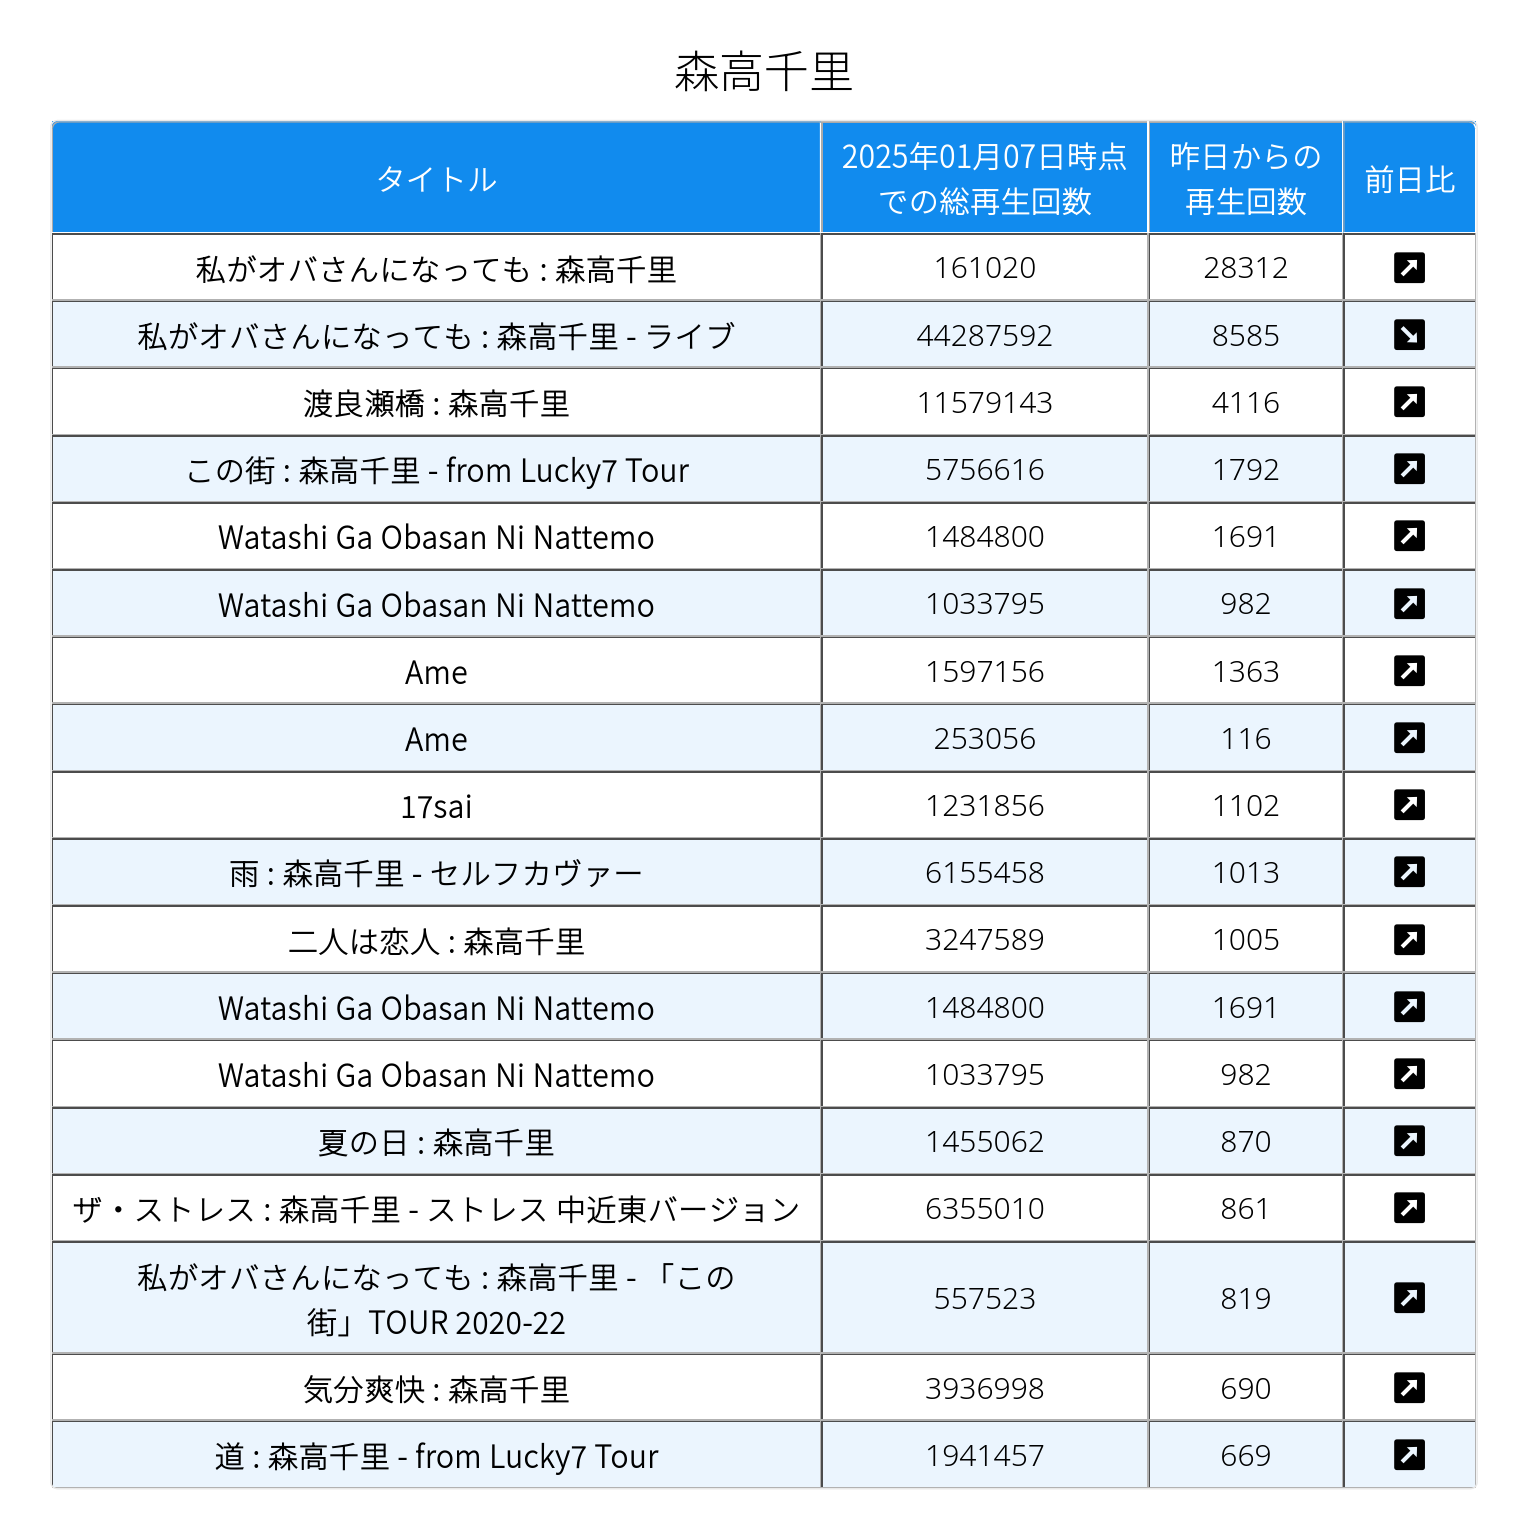 森高千里
タイトル
2025年01月07日時点
での総再生回数
昨日からの
再生回数
前日比
私がオバさんになっても : 森高千里 161020 28312
私がオバさんになっても : 森高千里 - ライブ 44287592 8585
渡良瀬橋 : 森高千里 11579143 4116
この街 : 森高千里 - from Lucky7 Tour 5756616 1792
Watashi Ga Obasan Ni Nattemo 1484800 1691
Watashi Ga Obasan Ni Nattemo 1033795 982
Ame 1597156 1363
Ame 253056 116
17sai 1231856 1102
雨 : 森高千里 - セルフカヴァー 6155458 1013
二人は恋人 : 森高千里 3247589 1005
Watashi Ga Obasan Ni Nattemo 1484800 1691
Watashi Ga Obasan Ni Nattemo 1033795 982
夏の日 : 森高千里 1455062 870
ザ・ストレス : 森高千里 - ストレス 中近東バージョン 6355010 861
私がオバさんになっても : 森高千里 - 「この
街」TOUR 2020-22 557523 819
気分爽快 : 森高千里 3936998 690
道 : 森高千里 - from Lucky7 Tour 1941457 669